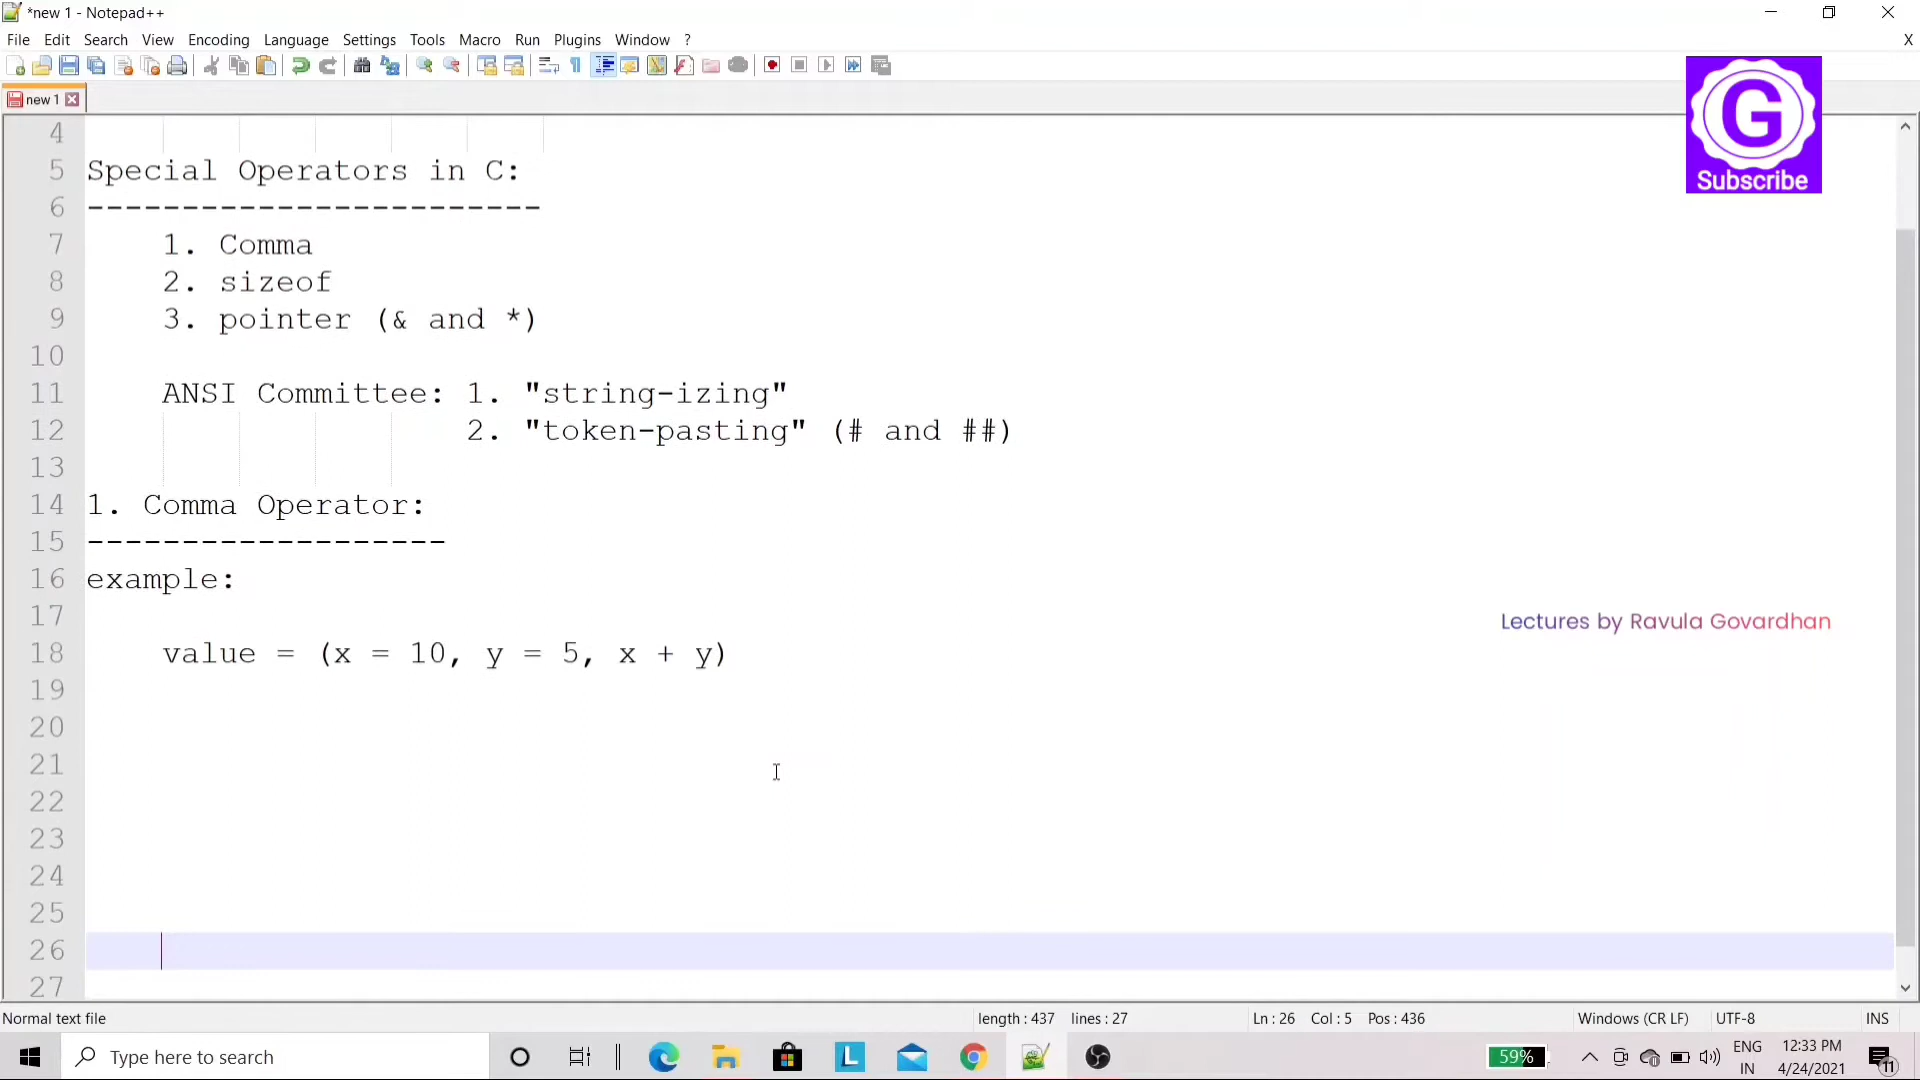 *new 1 - Notepad++
File Edit Search View Encoding Language Settings Tools Macro Run Plugins Window ? X
new 1
G
Subscribe
4
5 Special Operators in C:
6 ------------------------
7 1. Comma
8 2. sizeof
9 3. pointer (& and *)
10
11 ANSI Committee: 1. "string-izing"
12 2. "token-pasting" (# and ##)
13
14 1. Comma Operator:
15 -------------------
16 example:
17
Lectures by Ravula Govardhan
18 value = (x = 10, y = 5, x + y)
19
20
21
22
23
24
25
26
27
Normal text file length : 437 lines : 27 Ln : 26 Col : 5 Pos : 436 Windows (CR LF) UTF-8 INS
Type here to search L 59% ENG 12:33 PM
IN 4/24/2021 11